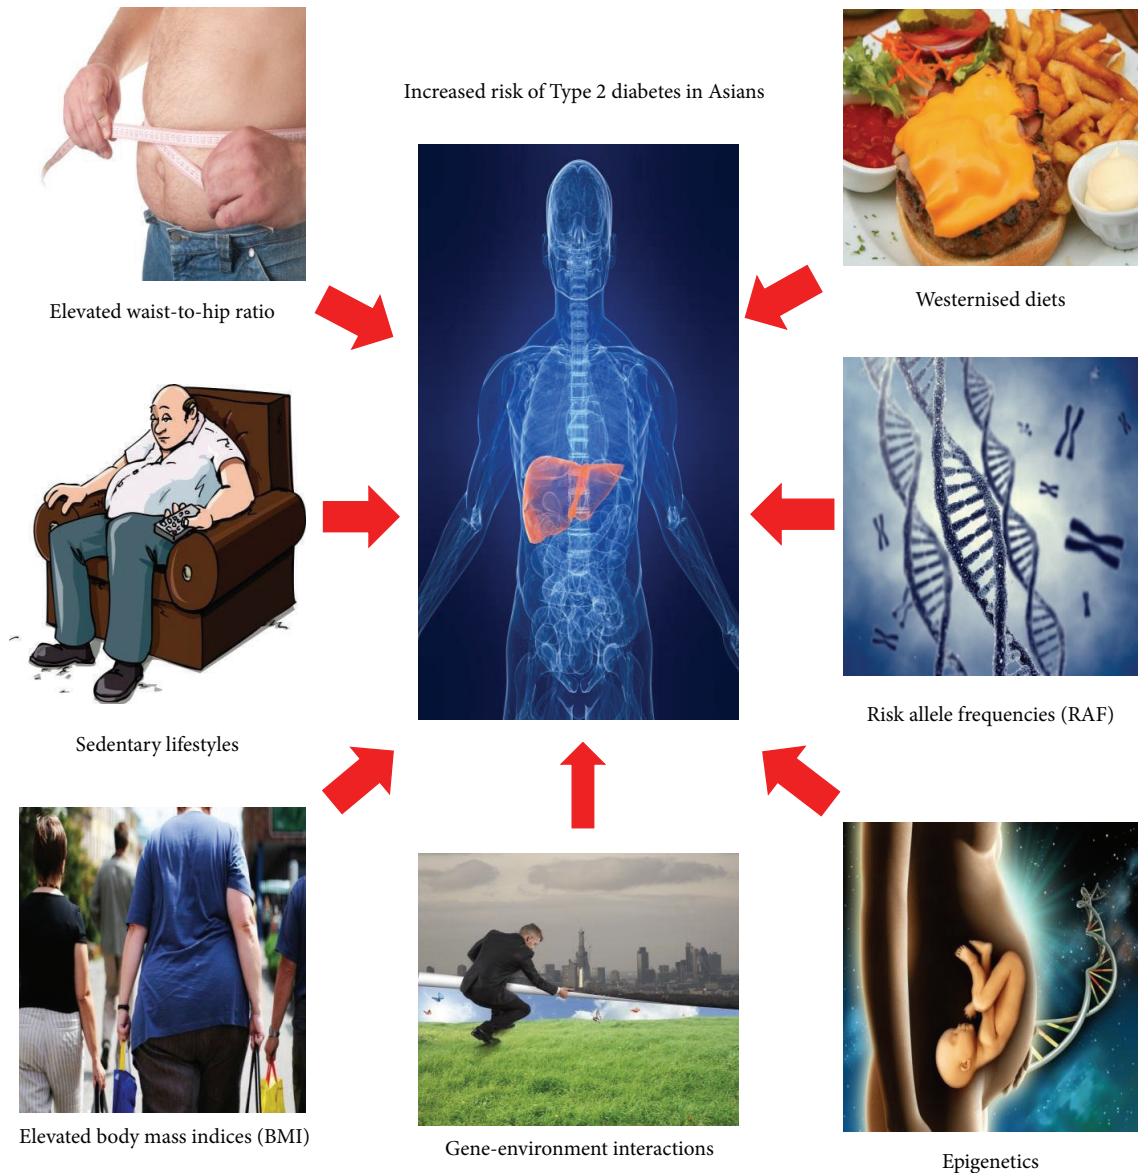 Increased risk of Type 2 diabetes in Asians
Elevated waist-to-hip ratio
Westernised diets
Sedentary lifestyles
Risk allele frequencies (RAF)
Elevated body mass indices (BMI)
Gene-environment interactions
Epigenetics